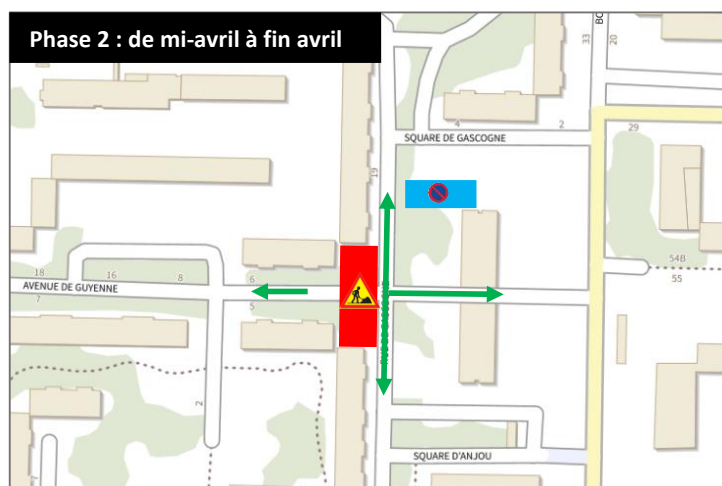 Phase 2 : de mi-avril à fin avril
BO
33
20
4
2
29
SQUARE DE GASCOGNE
19
54B
55
18
16
8
6
AVENUE DE GUYENNE
7
5
2
SQUARE D'ANJOU